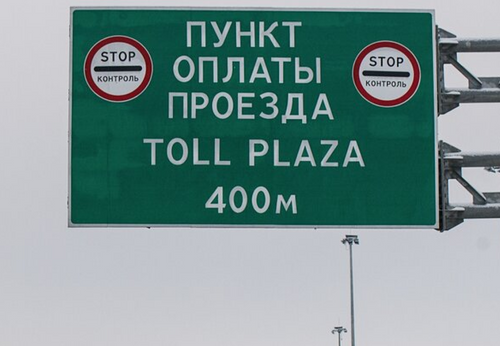 STOP
КОНТРОЛЬ
ПУНКТ
ОПЛАТЫ
ПРОЕЗДА
TOLL PLAZA
400м
STOP
КОНТРОЛЬ